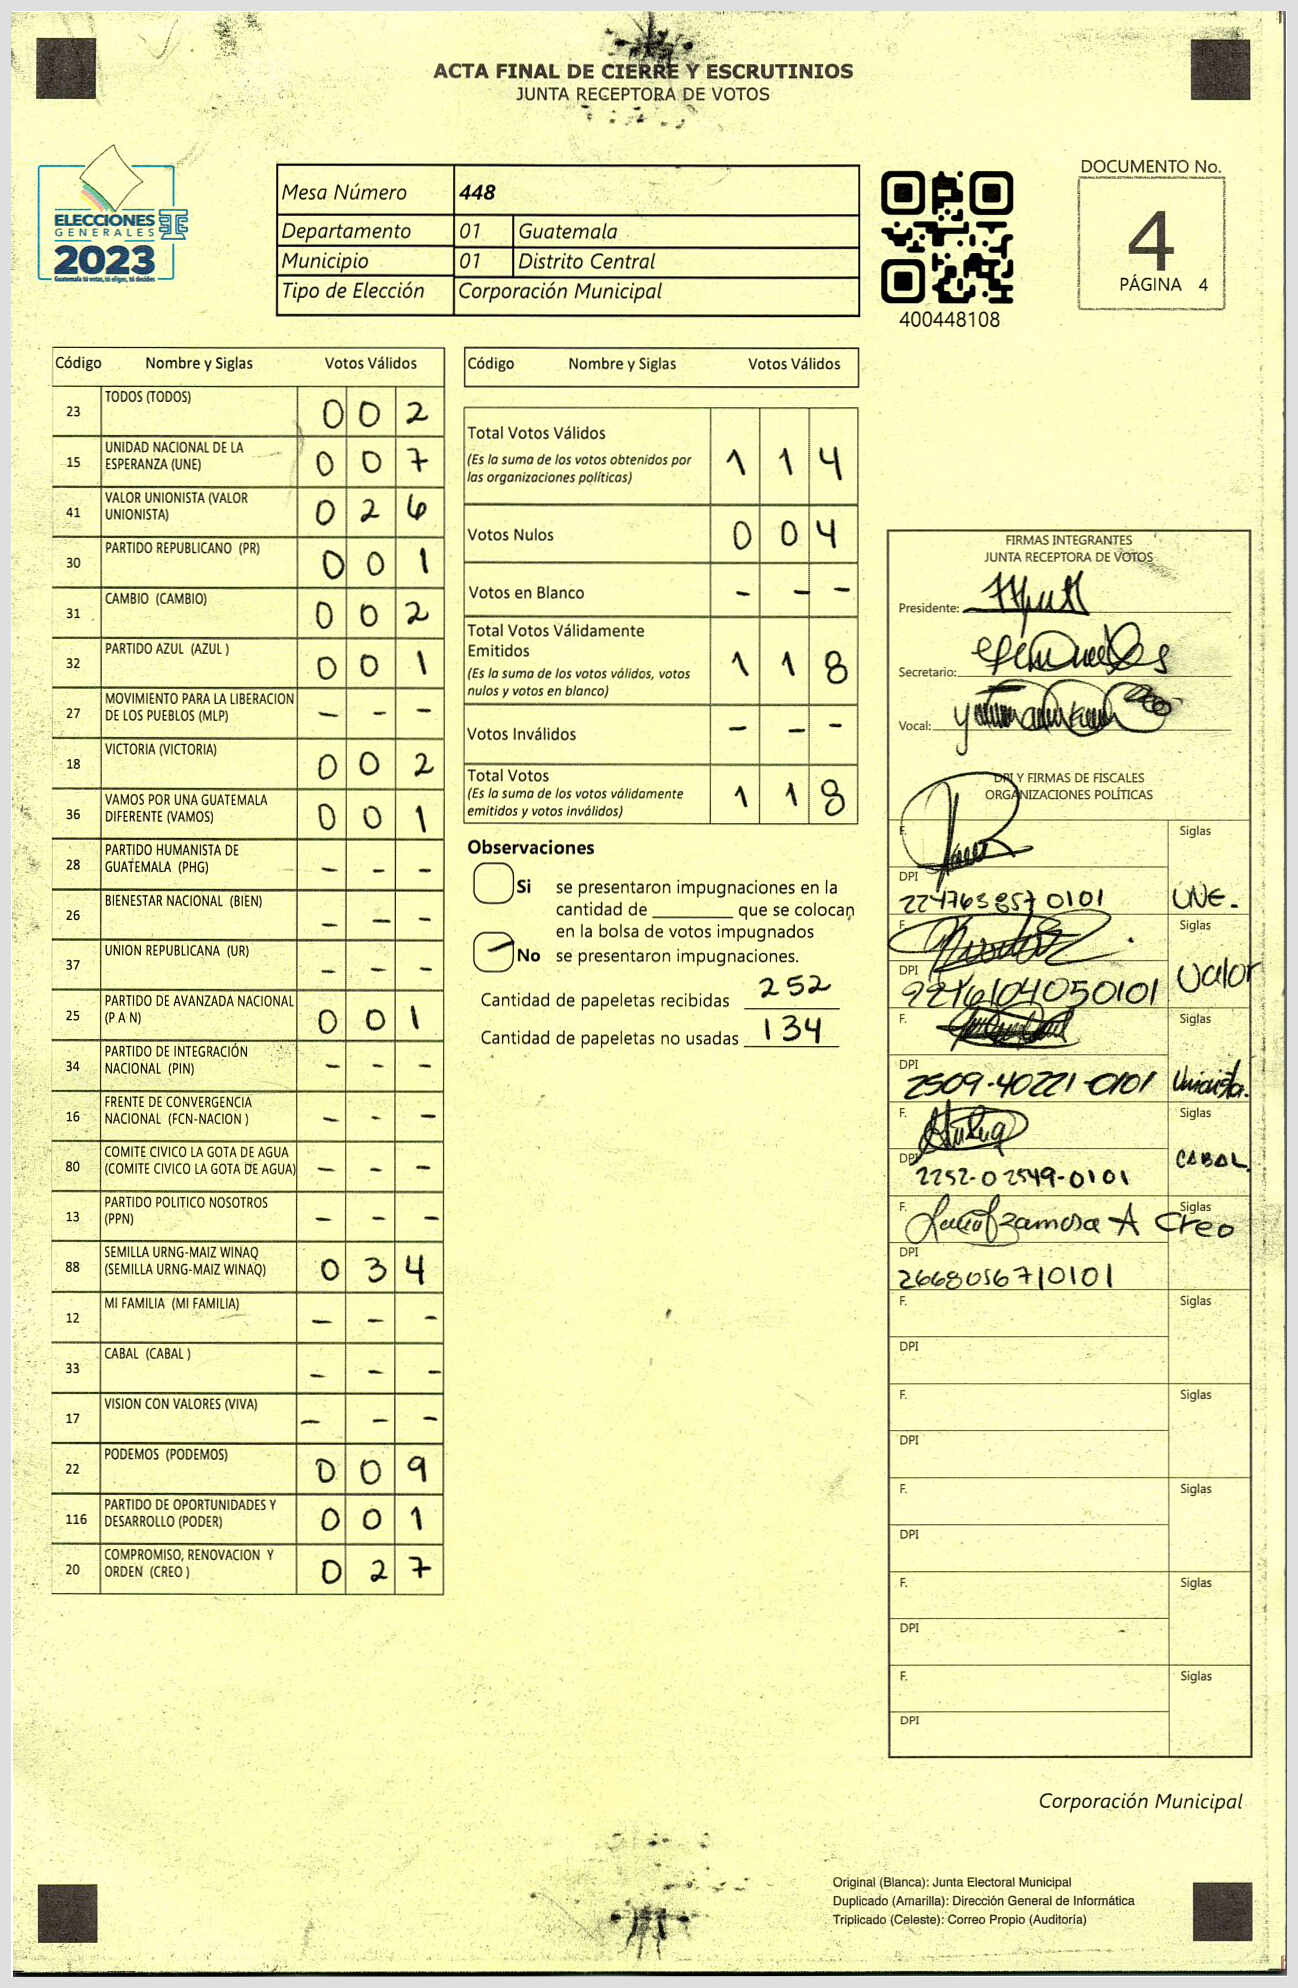 ACTA FINAL DE CIERRE Y ESCRUTINIOS
JUNTA RECEPTORA DE VOTOS
ELECCIONES
GENERALES
2023
Guatemala tú votas, tú eliges, tú decides
Mesa Número 448
Departamento 01 Guatemala
Municipio 01 Distrito Central
Tipo de Elección Corporación Municipal
400448108
DOCUMENTO No.
4
PÁGINA 4
Código Nombre y Siglas Votos Válidos
23 TODOS (TODOS) 0 0 2
15 UNIDAD NACIONAL DE LA
ESPERANZA (UNE) 0 0 7
41 VALOR UNIONISTA (VALOR
UNIONISTA) 0 2 6
30 PARTIDO REPUBLICANO (PR) 0 0 1
31 CAMBIO (CAMBIO) 0 0 2
32 PARTIDO AZUL (AZUL ) 0 0 1
27 MOVIMIENTO PARA LA LIBERACION
DE LOS PUEBLOS (MLP) - - -
18 VICTORIA (VICTORIA) 0 0 2
36 VAMOS POR UNA GUATEMALA
DIFERENTE (VAMOS) 0 0 1
28 PARTIDO HUMANISTA DE
GUATEMALA (PHG) - - -
26 BIENESTAR NACIONAL (BIEN) - - -
37 UNION REPUBLICANA (UR) - - -
25 PARTIDO DE AVANZADA NACIONAL
(P A N) 0 0 1
34 PARTIDO DE INTEGRACIÓN
NACIONAL (PIN) - - -
16 FRENTE DE CONVERGENCIA
NACIONAL (FCN-NACION ) - - -
80 COMITE CIVICO LA GOTA DE AGUA
(COMITE CIVICO LA GOTA DE AGUA) - - -
13 PARTIDO POLITICO NOSOTROS
(PPN) - - -
88 SEMILLA URNG-MAIZ WINAQ
(SEMILLA URNG-MAIZ WINAQ) 0 3 4
12 MI FAMILIA (MI FAMILIA) - - -
33 CABAL (CABAL ) - - -
17 VISION CON VALORES (VIVA) - - -
22 PODEMOS (PODEMOS) 0 0 9
116 PARTIDO DE OPORTUNIDADES Y
DESARROLLO (PODER) 0 0 1
20 COMPROMISO, RENOVACION Y
ORDEN (CREO ) 0 2 7
Código Nombre y Siglas Votos Válidos
Total Votos Válidos
(Es la suma de los votos obtenidos por
las organizaciones políticas) 1 1 4
Votos Nulos 0 0 4
Votos en Blanco - - -
Total Votos Válidamente
Emitidos
(Es la suma de los votos válidos, votos
nulos y votos en blanco) 1 1 8
Votos Inválidos - - -
Total Votos
(Es la suma de los votos válidamente
emitidos y votos inválidos) 1 1 8
Observaciones
Si se presentaron impugnaciones en la
cantidad de ________ que se colocan
en la bolsa de votos impugnados
No se presentaron impugnaciones.
Cantidad de papeletas recibidas 252
Cantidad de papeletas no usadas 134
FIRMAS INTEGRANTES
JUNTA RECEPTORA DE VOTOS
Presidente:
Secretario:
Vocal:
DPI Y FIRMAS DE FISCALES
ORGANIZACIONES POLÍTICAS
F. Siglas
DPI
224763857 0101 UNE.
F. Siglas
DPI
Valor
F. Siglas
DPI
2509-40221-0101 Unionista.
F. Siglas
DPI
2252-02549-0101 CABAL
F. Siglas
Zamora A Creo
DPI
2668056710101
F. Siglas
DPI
F. Siglas
DPI
F. Siglas
DPI
F. Siglas
DPI
F. Siglas
DPI
Corporación Municipal
Original (Blanca): Junta Electoral Municipal
Duplicado (Amarilla): Dirección General de Informática
Triplicado (Celeste): Correo Propio (Auditoría)